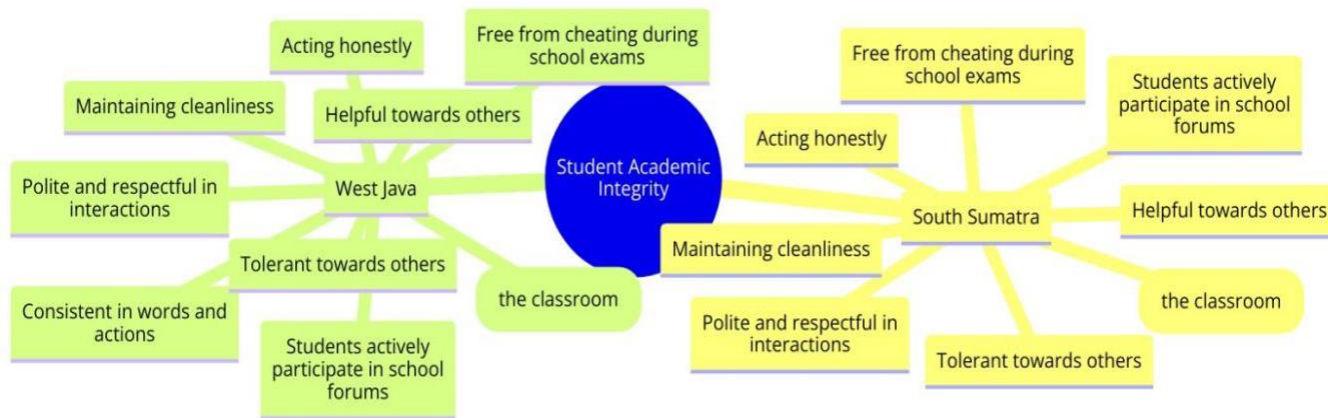 Acting honestly
Free from cheating during
school exams
Maintaining cleanliness
Helpful towards others
Polite and respectful in
interactions
West Java
Tolerant towards others
Consistent in words and
actions
the classroom
Students actively
participate in school
forums
Student Academic
Integrity
Free from cheating during
school exams
Students actively
participate in school
forums
Acting honestly
South Sumatra
Helpful towards others
Maintaining cleanliness
the classroom
Polite and respectful in
interactions
Tolerant towards others